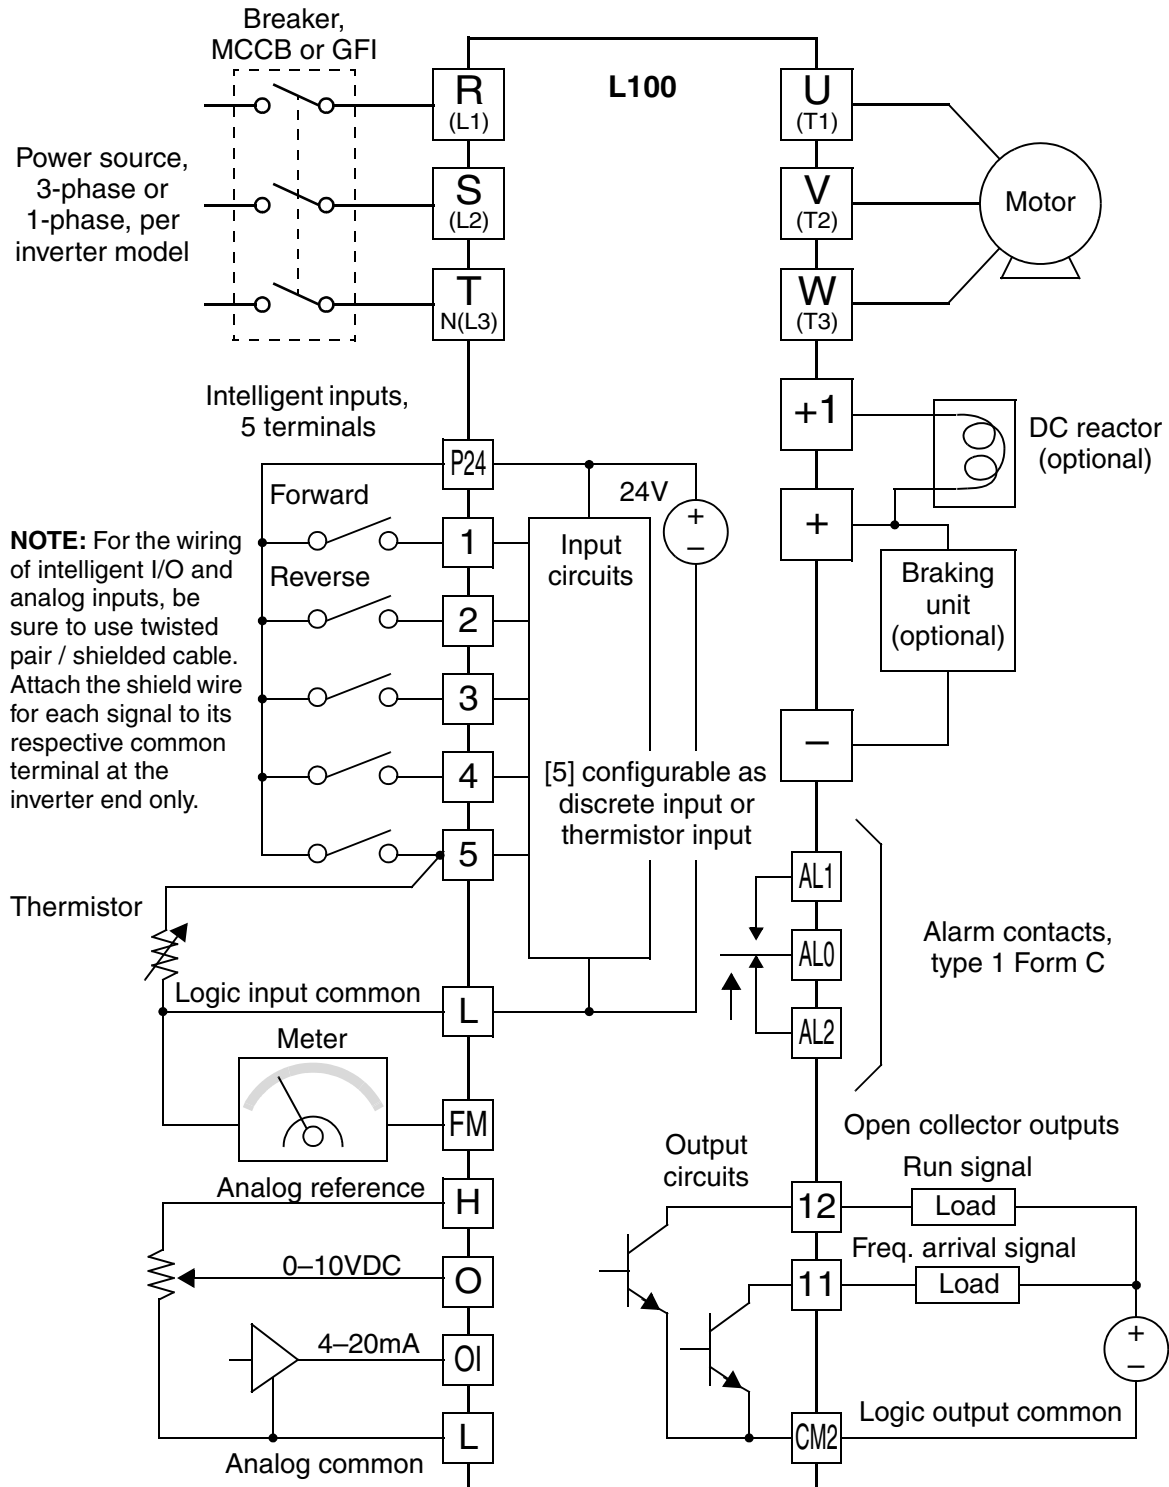 Breaker,
MCCB or GFI
L100
R
(L1)
U
(T1)
Power source,
3-phase or
1-phase, per
inverter model
S
(L2)
V
(T2)
Motor
T
N(L3)
W
(T3)
Intelligent inputs,
5 terminals
+1
DC reactor
(optional)
P24
24V
+
–
Forward
1
Input
circuits
+
NOTE: For the wiring
of intelligent I/O and
analog inputs, be
sure to use twisted
pair / shielded cable.
Attach the shield wire
for each signal to its
respective common
terminal at the
inverter end only.
Reverse
2
Braking
unit
(optional)
3
–
4
[5] configurable as
discrete input or
thermistor input
5
AL1
Thermistor
AL0
Alarm contacts,
type 1 Form C
Logic input common
L
AL2
Meter
FM
Open collector outputs
Output
circuits
Run signal
Analog reference
H
12
Load
Freq. arrival signal
0–10VDC
O
11
Load
4–20mA
OI
+
–
Logic output common
L
CM2
Analog common